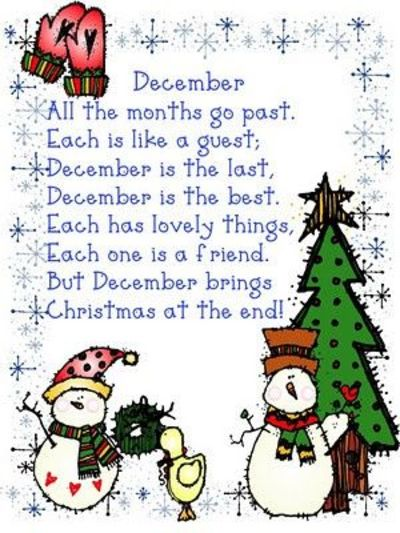 December
All the months go past.
Each is like a guest;
December is the last,
December is the best.
Each has lovely things,
Each one is a friend.
But December brings
Christmas at the end!